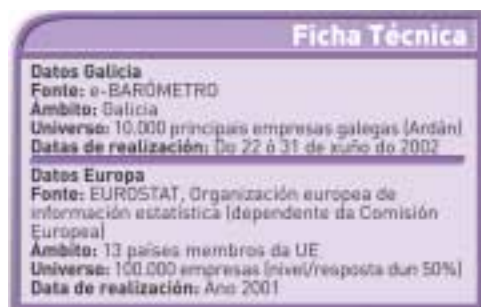 Ficha Técnica
Datos Galicia
Fonte: e-BARÓMETRO
Ámbito: Galicia
Universo: 10.000 principais empresas galegas (Ardán)
Datas de realización: Do 22 ó 31 de xuño do 2002
Datos Europa
Fonte: EUROSTAT, Organización europea de
información estatística (dependente da Comisión
Europea)
Ámbito: 13 países membros da UE
Universo: 100.000 empresas (nivel/resposta dun 50%)
Data de realización: Ano 2001